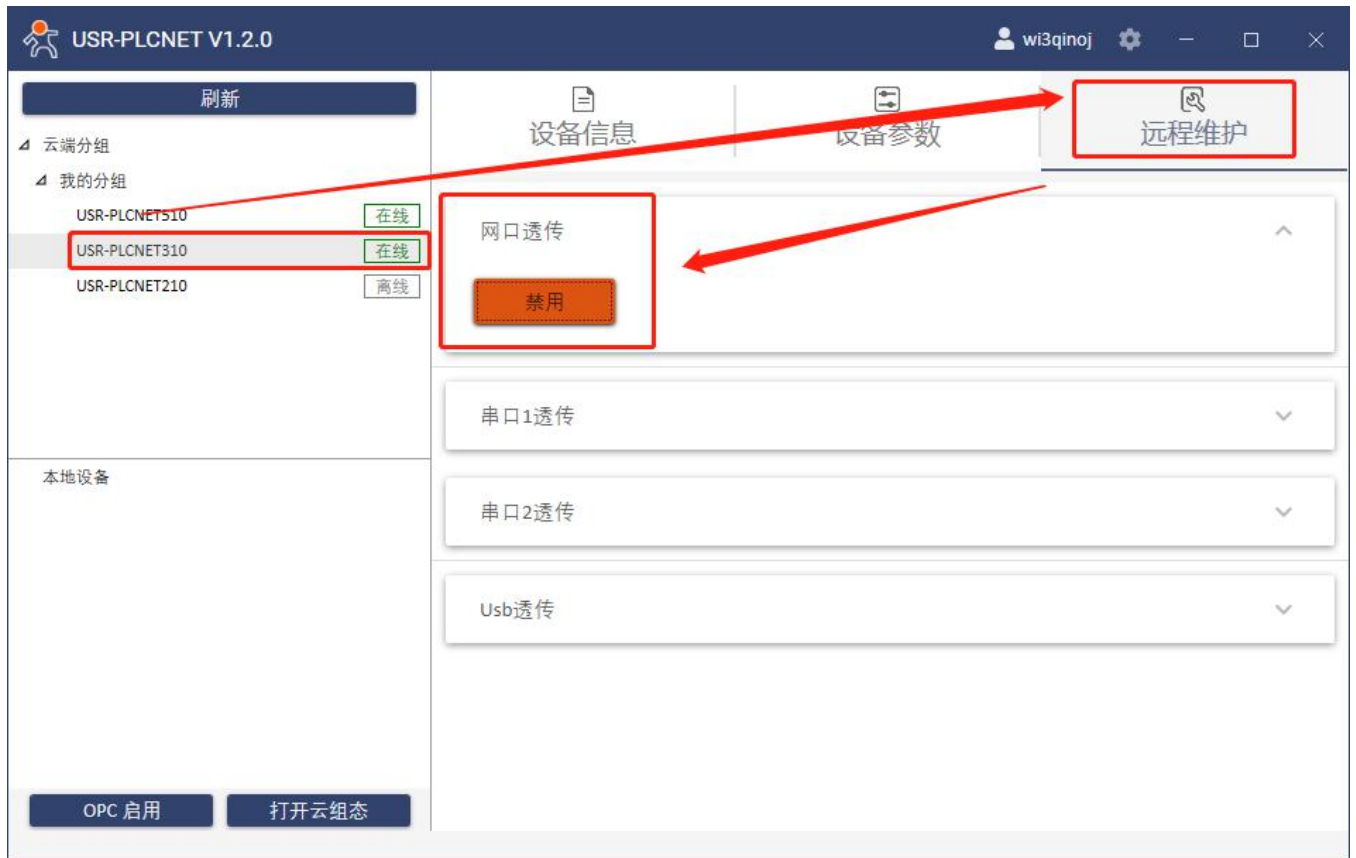 USR-PLCNET V1.2.0
wi3qinoj
刷新
云端分组
我的分组
USR-PLCNET510 在线
USR-PLCNET310 在线
USR-PLCNET210 离线
本地设备
OPC 启用
打开云组态
设备信息
设备参数
远程维护
网口透传
禁用
串口1透传
串口2透传
Usb透传